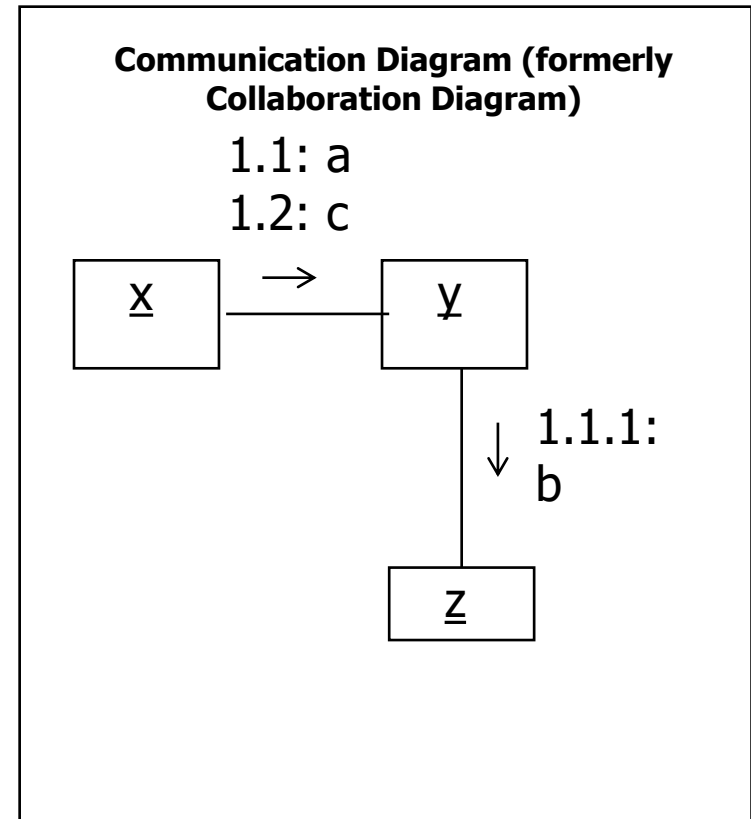 Communication Diagram (formerly
Collaboration Diagram)
1.1: a
1.2: c
x
y
1.1.1:
b
z